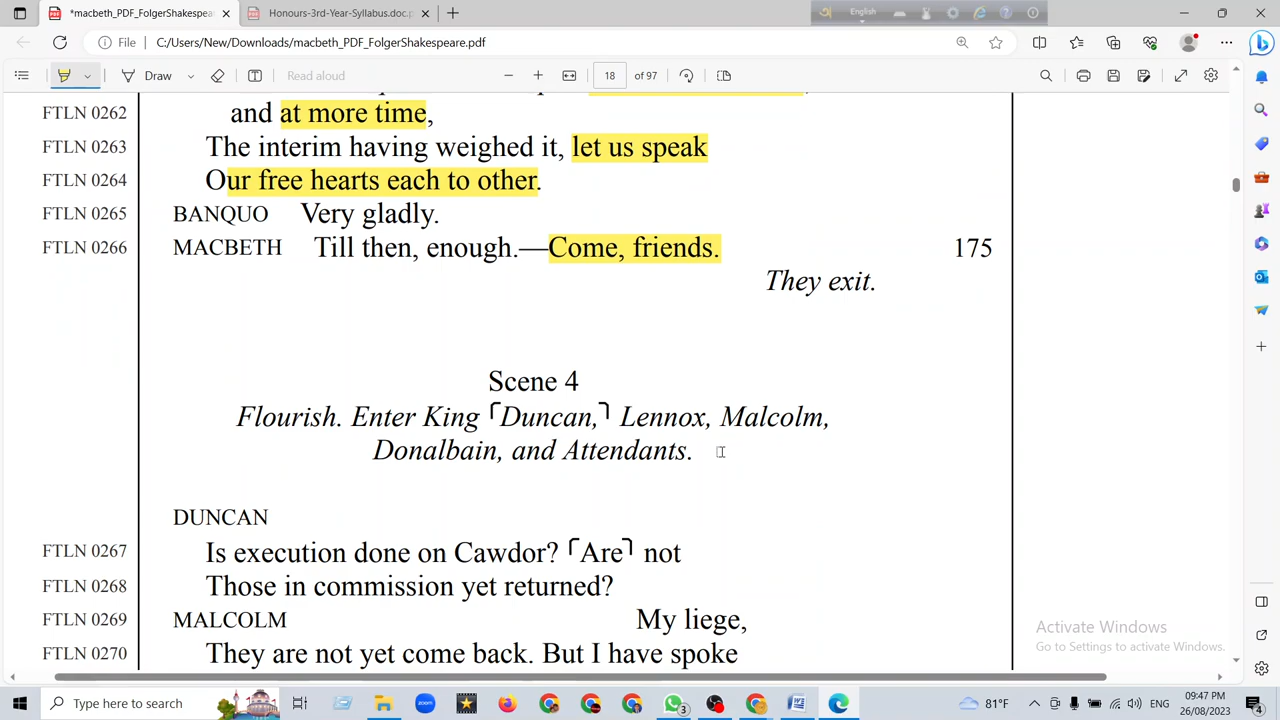 *macbeth_PDF_FolgerShakespeare
Honours-3rd-Year-Syllabus.doc.p
English
File
C:/Users/New/Downloads/macbeth_PDF_FolgerShakespeare.pdf
Draw
Read aloud
18 of 97
FTLN 0262 and at more time,
FTLN 0263 The interim having weighed it, let us speak
FTLN 0264 Our free hearts each to other.
FTLN 0265 BANQUO Very gladly.
FTLN 0266 MACBETH Till then, enough.—Come, friends. 175
They exit.
Scene 4
Flourish. Enter King ⌜Duncan,⌝ Lennox, Malcolm,
Donalbain, and Attendants.
DUNCAN
FTLN 0267 Is execution done on Cawdor? ⌜Are⌝ not
FTLN 0268 Those in commission yet returned?
FTLN 0269 MALCOLM My liege,
FTLN 0270 They are not yet come back. But I have spoke
Activate Windows
Go to Settings to activate Windows.
Type here to search
zoom
3
81°F
ENG
09:47 PM
26/08/2023
4